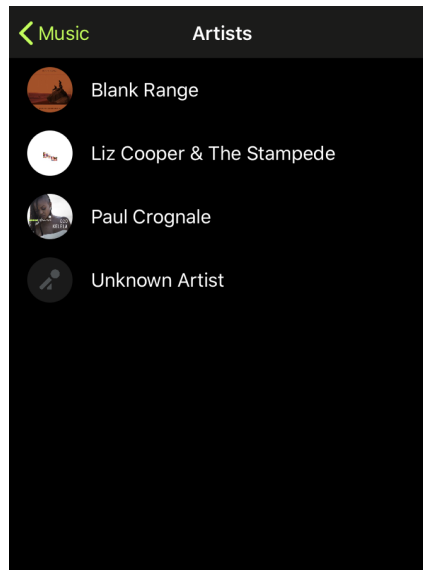 Music
Artists
Blank Range
Liz Cooper & The Stampede
Paul Crognale
Unknown Artist